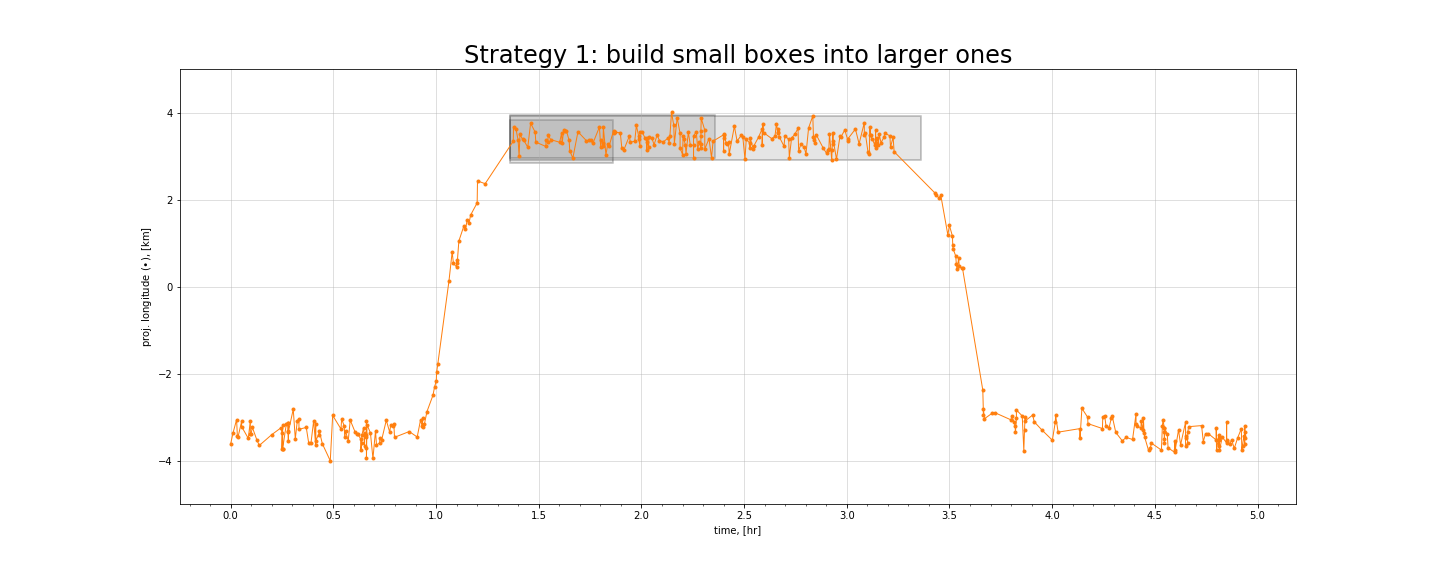 Strategy 1: build small boxes into larger ones
4
2
0
−2
−4
proj. longitude (•), [km]
0.0 0.5 1.0 1.5 2.0 2.5 3.0 3.5 4.0 4.5 5.0
time, [hr]